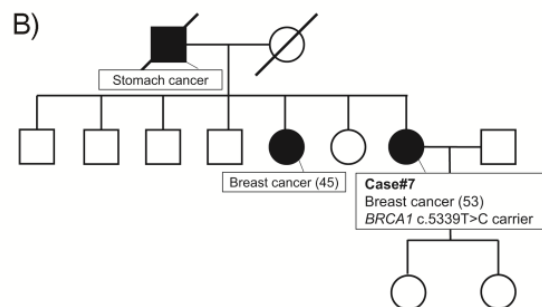 B)
Stomach cancer
Breast cancer (45)
Case#7
Breast cancer (53)
BRCA1 c.5339T>C carrier